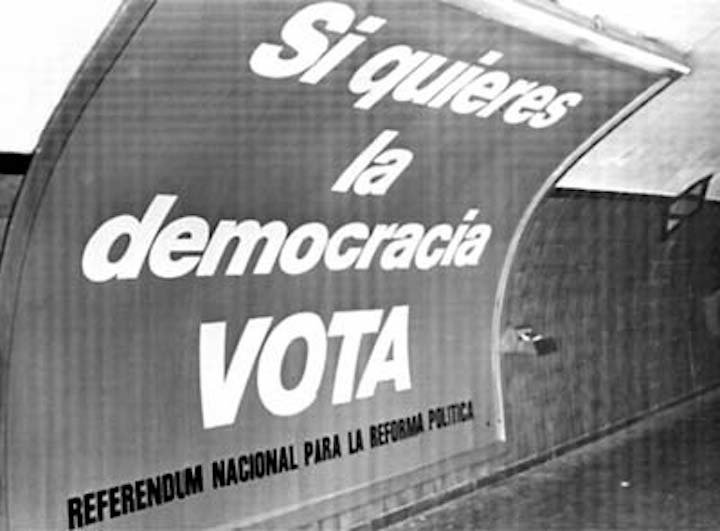 Si quieres
la
democracia
VOTA
REFERENDUM NACIONAL PARA LA REFORMA POLITICA